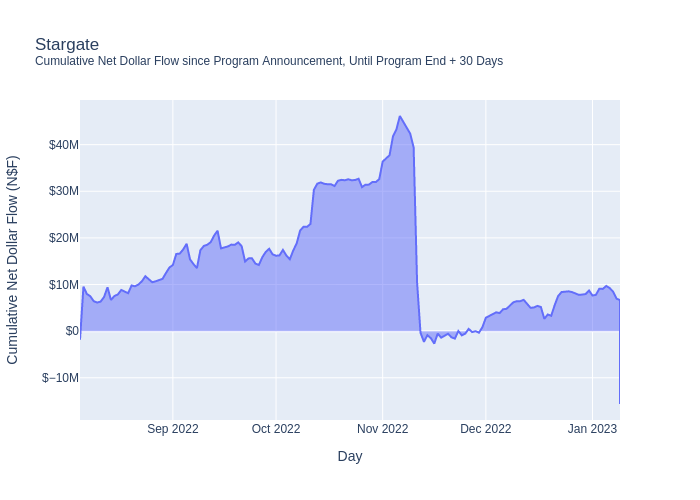 Stargate
Cumulative Net Dollar Flow since Program Announcement, Until Program End + 30 Days
Cumulative Net Dollar Flow (N$F)
$40M
$30M
$20M
$10M
$0
$−10M
Sep 2022
Oct 2022
Nov 2022
Dec 2022
Jan 2023
Day